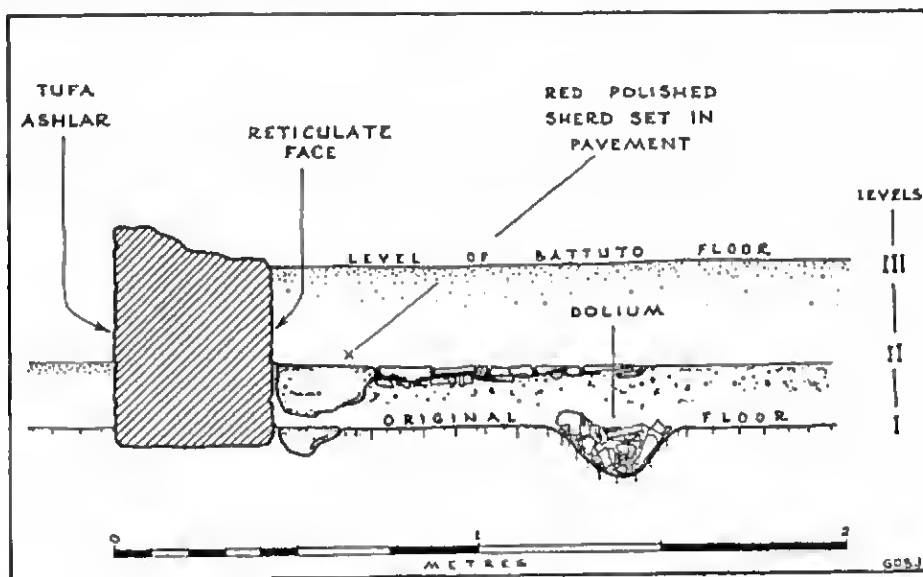 TUFA
ASHLAR
RETICULATE
FACE
RED POLISHED
SHERD SET IN
PAVEMENT
LEVELS
LEVEL OF BATTUTO FLOOR
III
DOLIUM
II
x
ORIGINAL FLOOR
I
0 1 2
METRES